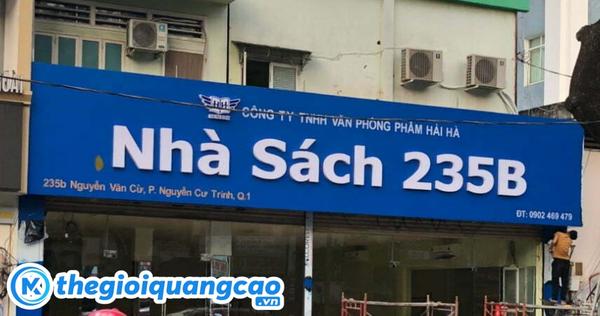 CÔNG TY TNHH VĂN PHÒNG PHẨM HẢI HÀ
Nhà Sách 235B
235b Nguyễn Văn Cừ, P. Nguyễn Cư Trinh, Q.1
ĐT: 0902 469 479
thegioiquangcao
.vn